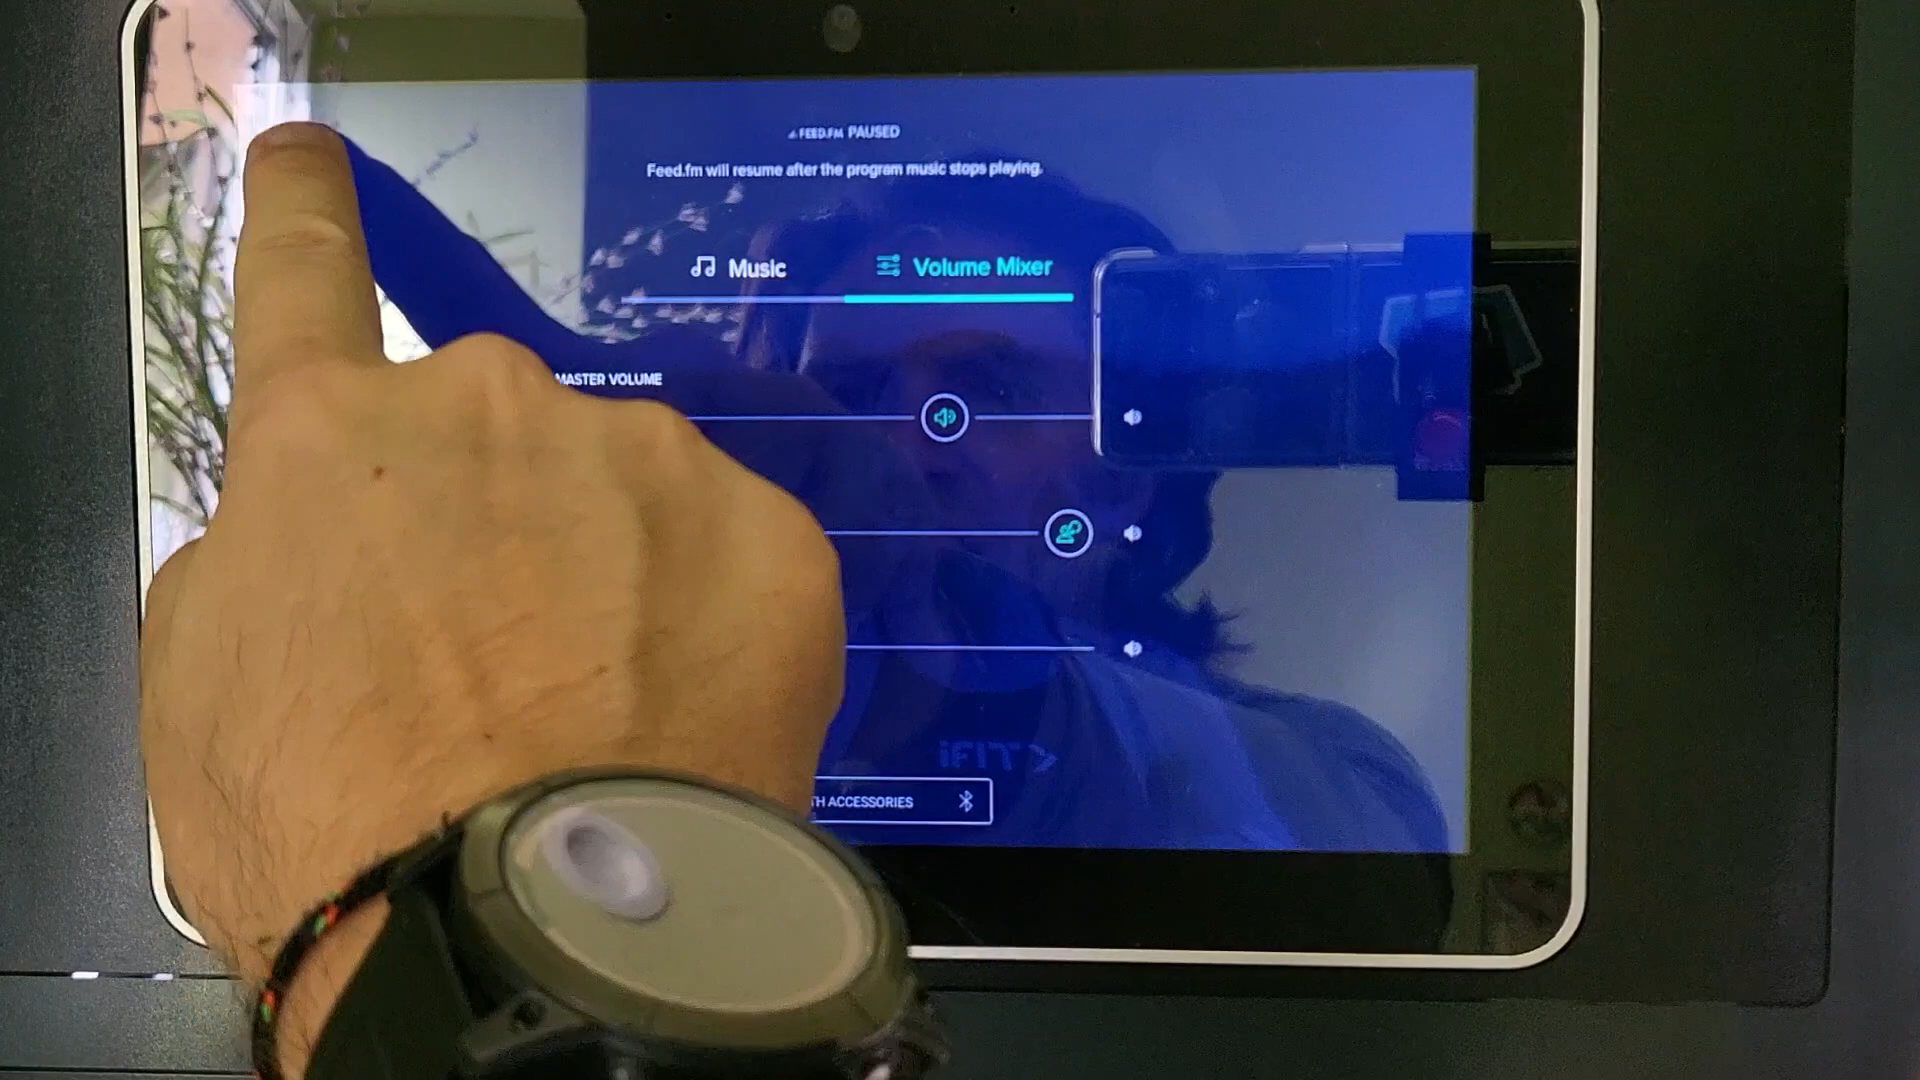 FEED.FM PAUSED
Feed.fm will resume after the program music stops playing.
Music
Volume Mixer
MASTER VOLUME
iFIT
TH ACCESSORIES